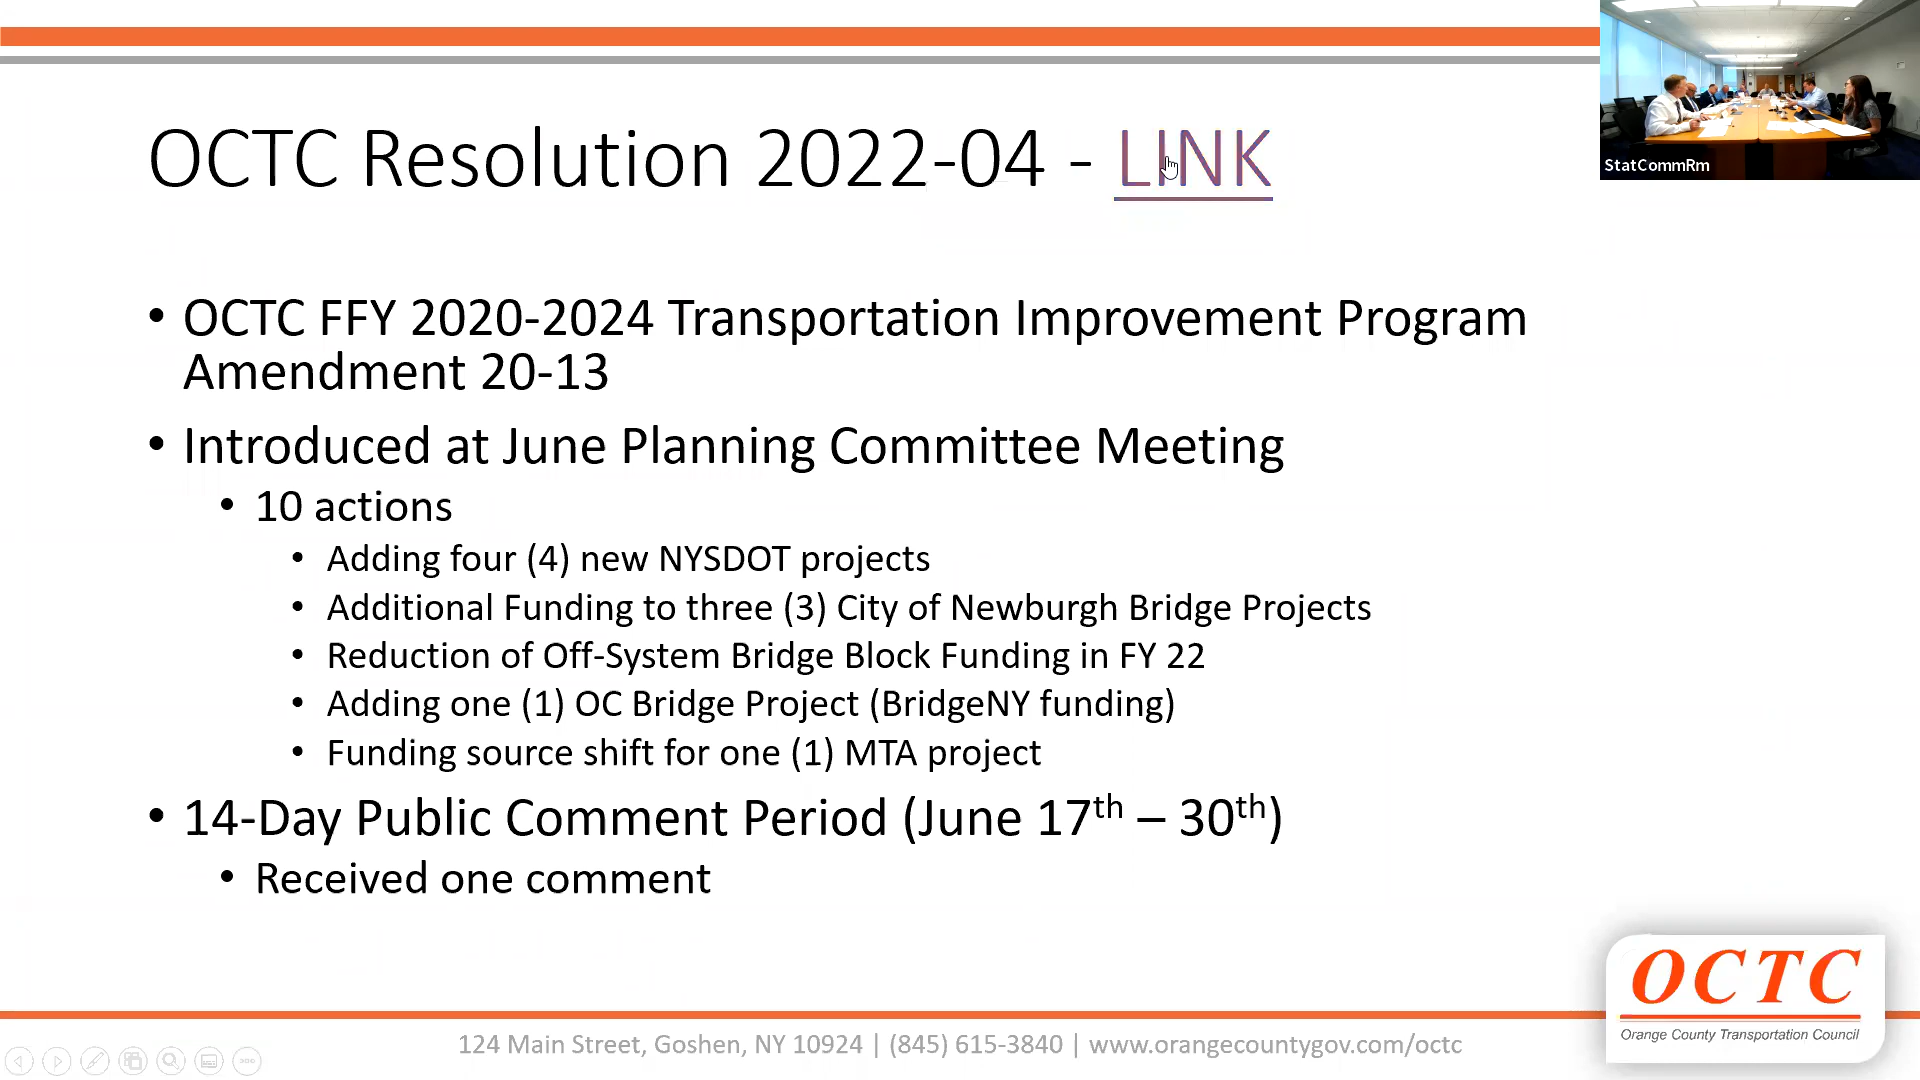 OCTC Resolution 2022-04 - LINK
StatCommRm
• OCTC FFY 2020-2024 Transportation Improvement Program
Amendment 20-13
• Introduced at June Planning Committee Meeting
• 10 actions
• Adding four (4) new NYSDOT projects
• Additional Funding to three (3) City of Newburgh Bridge Projects
• Reduction of Off-System Bridge Block Funding in FY 22
• Adding one (1) OC Bridge Project (BridgeNY funding)
• Funding source shift for one (1) MTA project
• 14-Day Public Comment Period (June 17th – 30th)
• Received one comment
OCTC
Orange County Transportation Council
124 Main Street, Goshen, NY 10924 | (845) 615-3840 | www.orangecountygov.com/octc